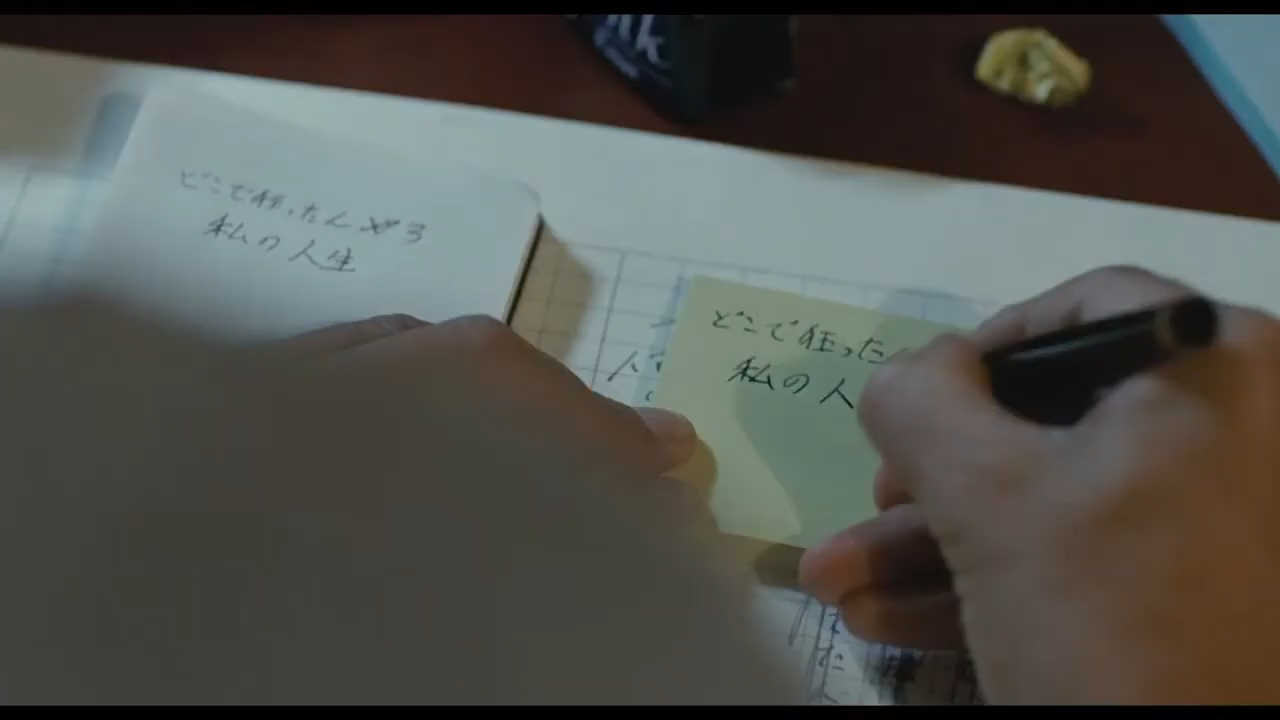 どこで狂ったんやろ
私の人生
どこで狂ったん
私の人